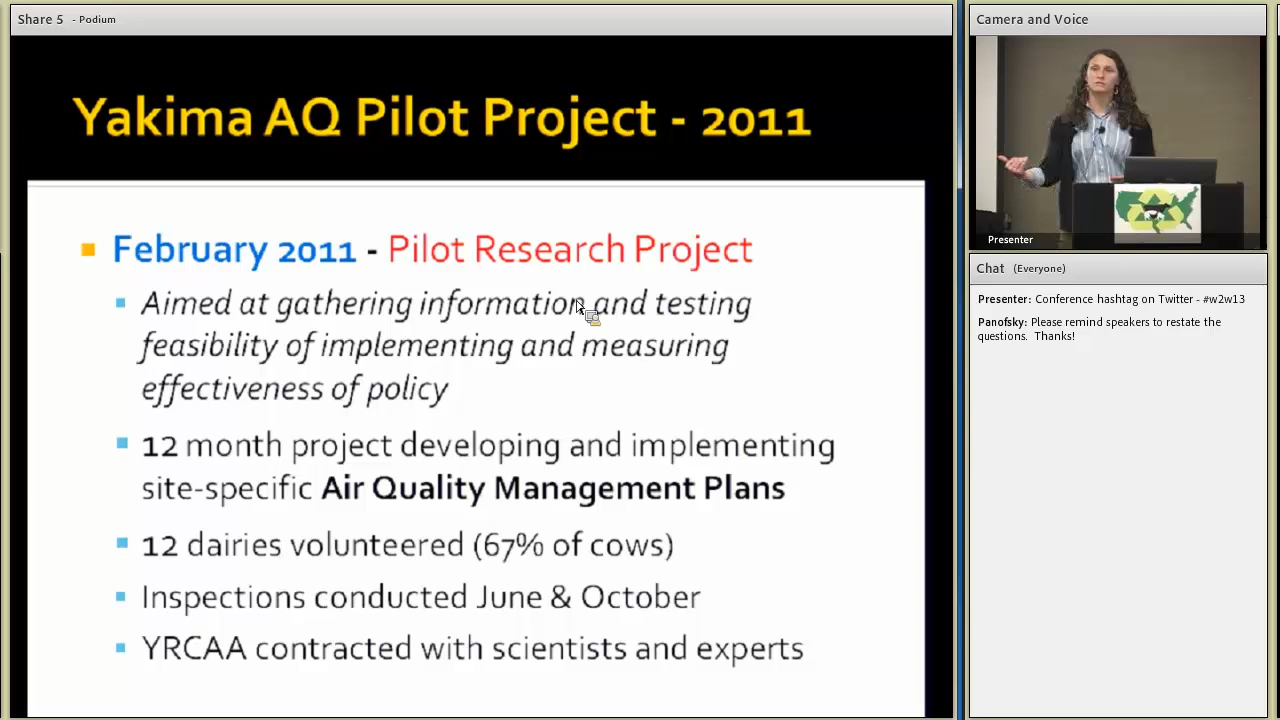 Share 5 - Podium
Yakima AQ Pilot Project - 2011
February 2011 - Pilot Research Project
Aimed at gathering information and testing
feasibility of implementing and measuring
effectiveness of policy
12 month project developing and implementing
site-specific Air Quality Management Plans
12 dairies volunteered (67% of cows)
Inspections conducted June & October
YRCAA contracted with scientists and experts
Camera and Voice
Presenter
Chat (Everyone)
Presenter: Conference hashtag on Twitter - #w2w13
Panofsky: Please remind speakers to restate the
questions. Thanks!